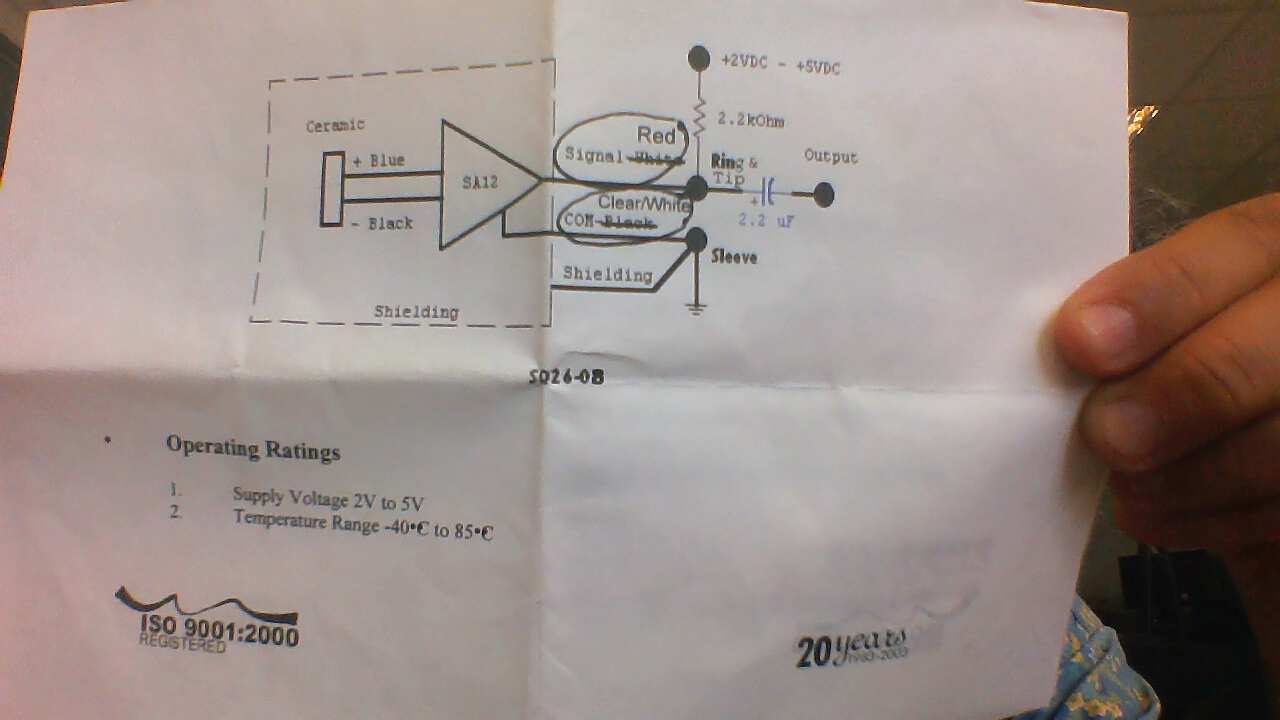 +2VDC - +5VDC
2.2kOhm
Ceramic
Red
Signal White
+ Blue
Ring &
Tip
Output
SA12
+
Clear/White
2.2 uF
- Black
COM Black
Sleeve
Shielding
Shielding
SQ26-08
• Operating Ratings
1. Supply Voltage 2V to 5V
2. Temperature Range -40•C to 85•C
ISO 9001:2000
REGISTERED
20 years
1983-2003